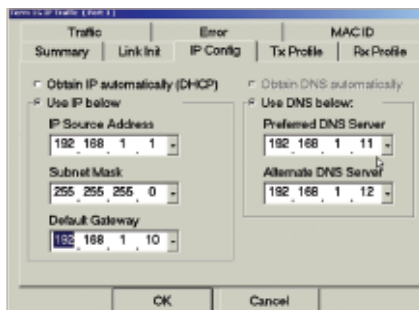 Traffic Error MAC ID
Summary Link Init IP Config Tx Profile Rx Profile
Obtain IP automatically (DHCP) Obtain DNS automatically
Use IP below Use DNS below:
IP Source Address Preferred DNS Server
192 . 168 . 1 . 1 192 . 168 . 1 . 11
Subnet Mask Alternate DNS Server
255 . 255 . 255 . 0 192 . 168 . 1 . 12
Default Gateway
192 . 168 . 1 . 10
OK Cancel